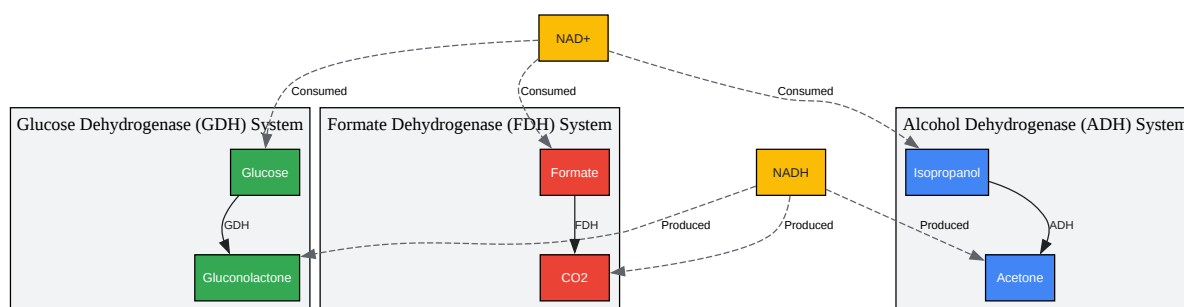 NAD+
Consumed
Consumed
Consumed
Glucose Dehydrogenase (GDH) System
Formate Dehydrogenase (FDH) System
Alcohol Dehydrogenase (ADH) System
Glucose
Formate
NADH
Isopropanol
GDH
FDH
Produced
Produced
Produced
ADH
Gluconolactone
CO2
Acetone